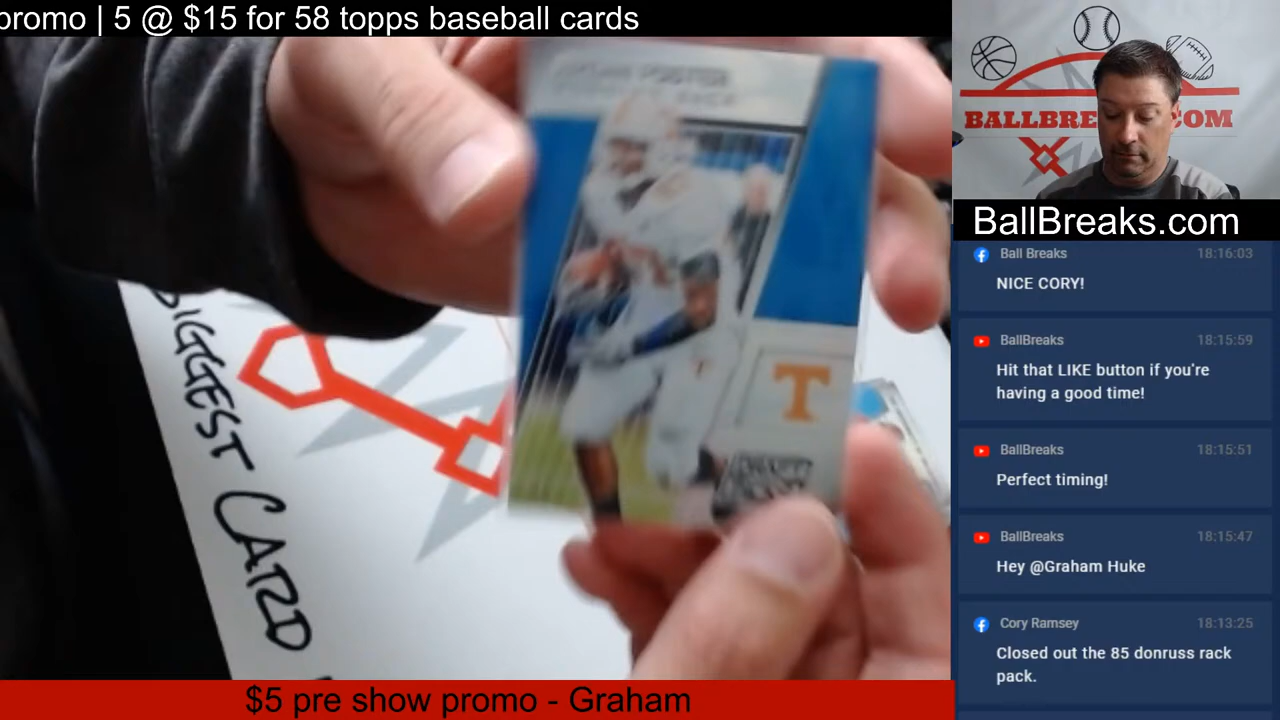 promo | 5 @ $15 for 58 topps baseball cards
FOSTER
T
BIGGEST CARD
BALLBREAKS.COM
BallBreaks.com
Ball Breaks 18:16:03
NICE CORY!
BallBreaks 18:15:59
Hit that LIKE button if you're
having a good time!
BallBreaks 18:15:51
Perfect timing!
BallBreaks 18:15:47
Hey @Graham Huke
Cory Ramsey 18:13:25
Closed out the 85 donruss rack
pack.
$5 pre show promo - Graham